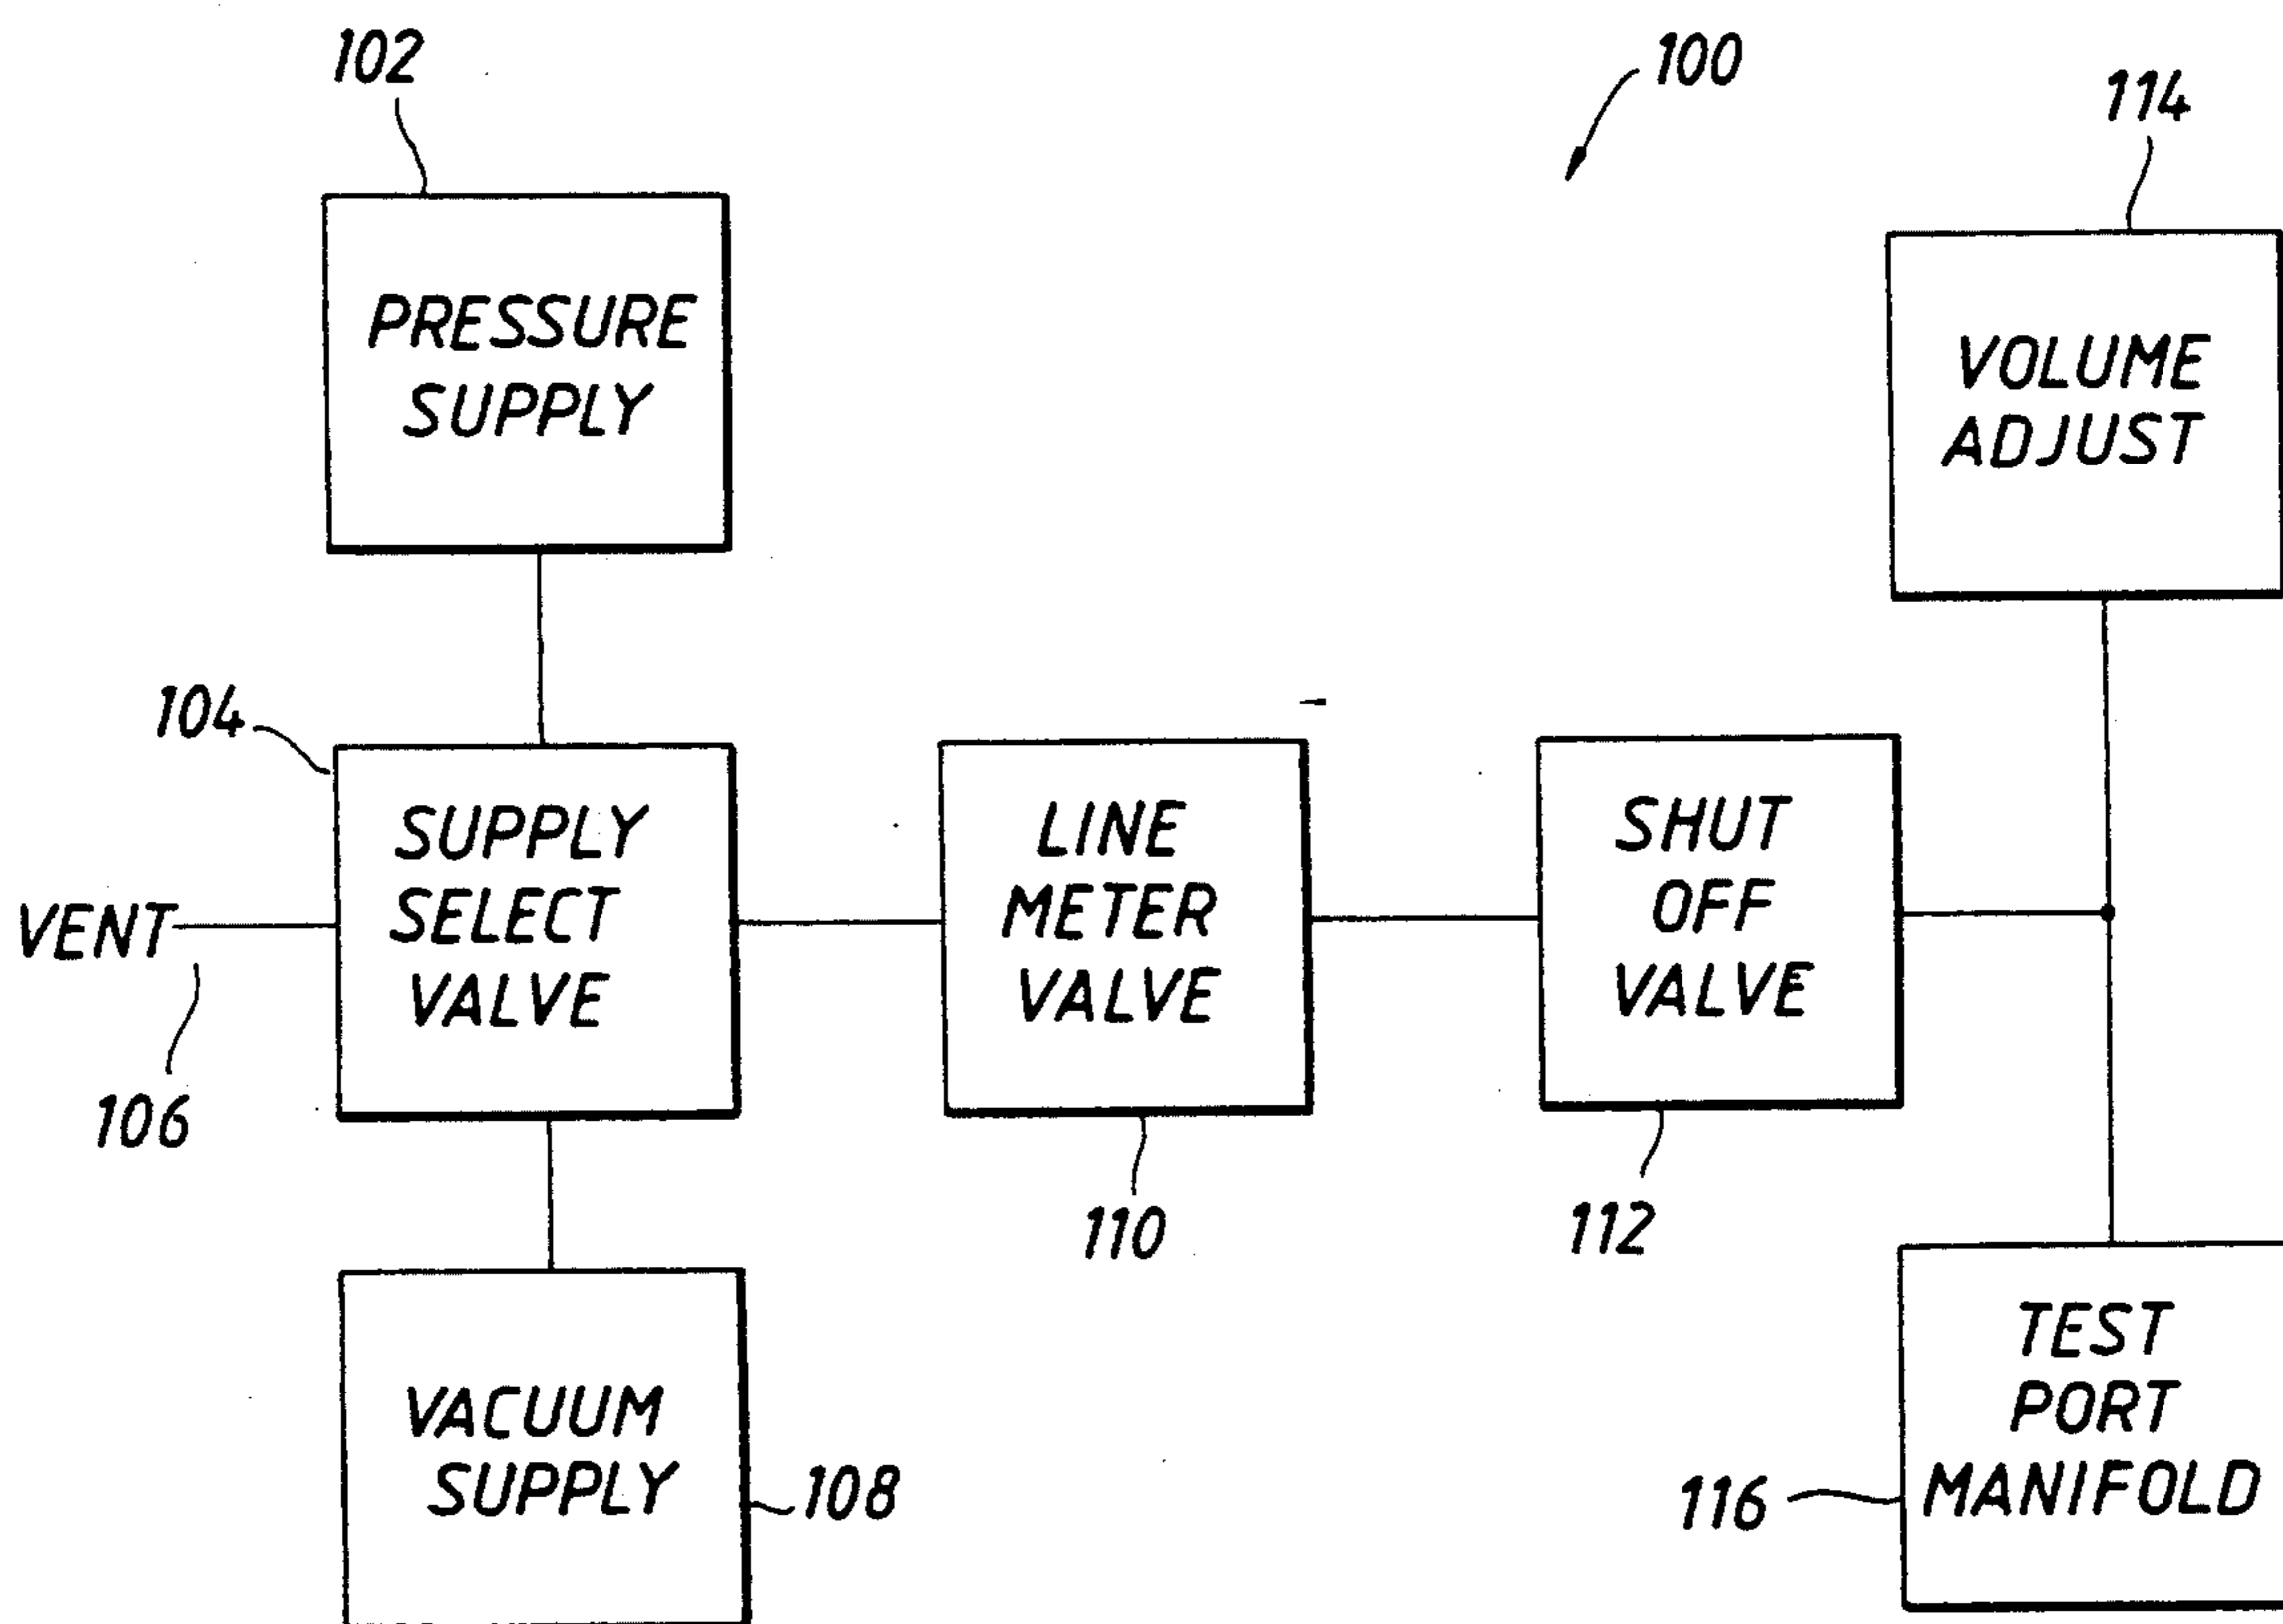 102
100
114
PRESSURE
SUPPLY
VOLUME
ADJUST
104
SUPPLY
SELECT
VALVE
VENT
106
LINE
METER
VALVE
110
SHUT
OFF
VALVE
112
VACUUM
SUPPLY
108
TEST
PORT
MANIFOLD
116